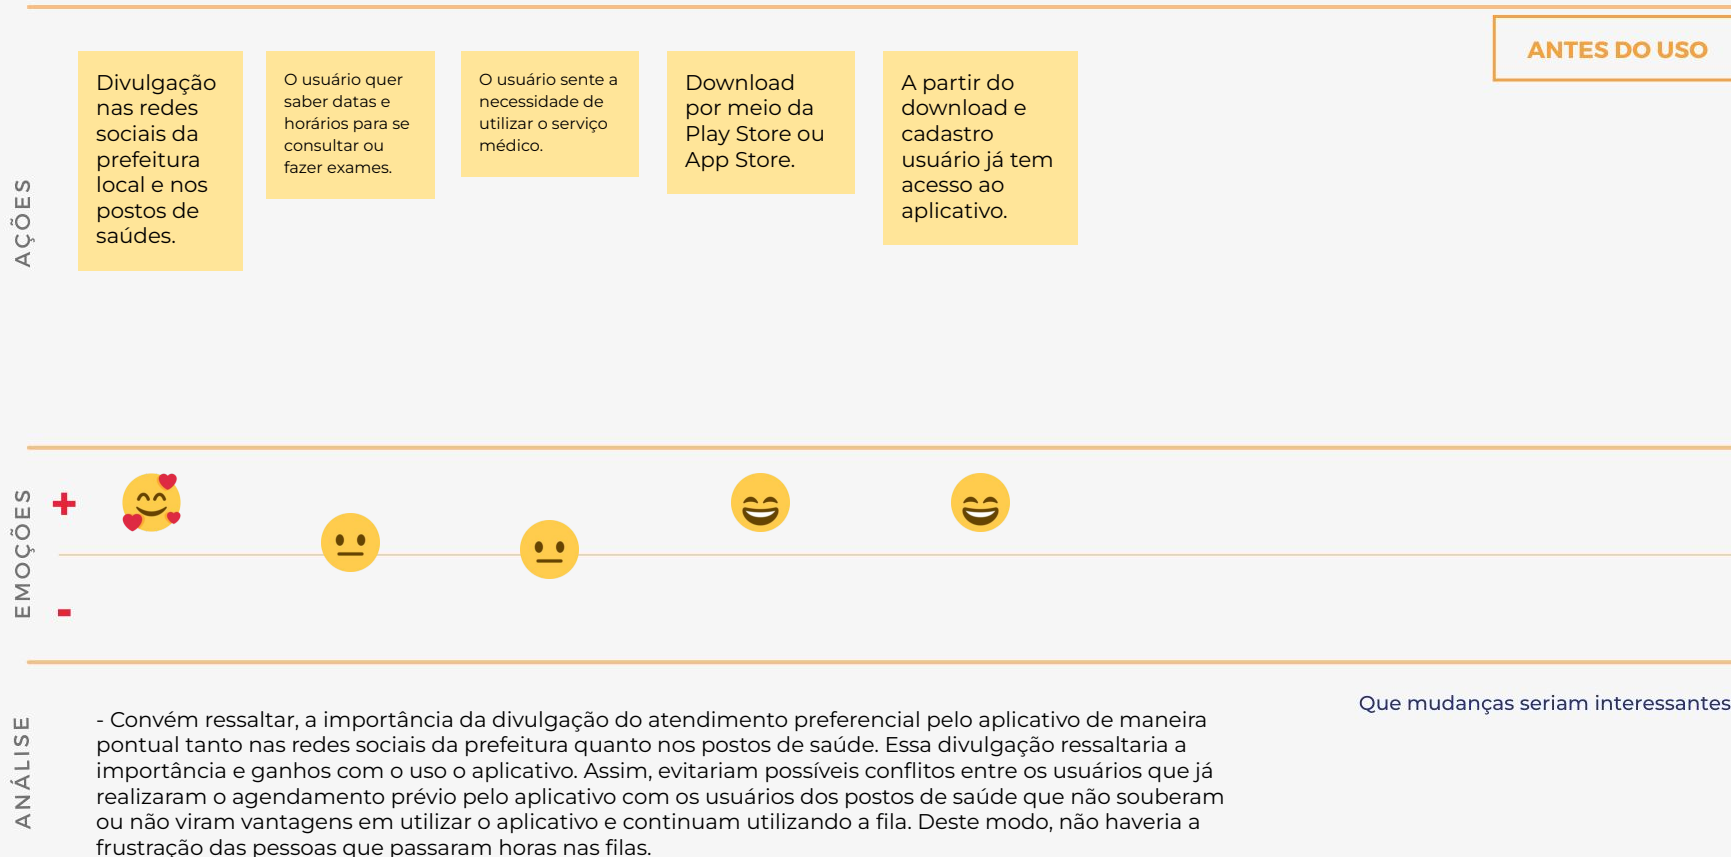 ANTES DO USO
AÇÕES
Divulgação
nas redes
sociais da
prefeitura
local e nos
postos de
saúdes.
O usuário quer
saber datas e
horários para se
consultar ou
fazer exames.
O usuário sente a
necessidade de
utilizar o serviço
médico.
Download
por meio da
Play Store ou
App Store.
A partir do
download e
cadastro
usuário já tem
acesso ao
aplicativo.
EMOÇÕES
+
-
ANÁLISE
- Convém ressaltar, a importância da divulgação do atendimento preferencial pelo aplicativo de maneira
pontual tanto nas redes sociais da prefeitura quanto nos postos de saúde. Essa divulgação ressaltaria a
importância e ganhos com o uso o aplicativo. Assim, evitariam possíveis conflitos entre os usuários que já
realizaram o agendamento prévio pelo aplicativo com os usuários dos postos de saúde que não souberam
ou não viram vantagens em utilizar o aplicativo e continuam utilizando a fila. Deste modo, não haveria a
frustração das pessoas que passaram horas nas filas.
Que mudanças seriam interessantes